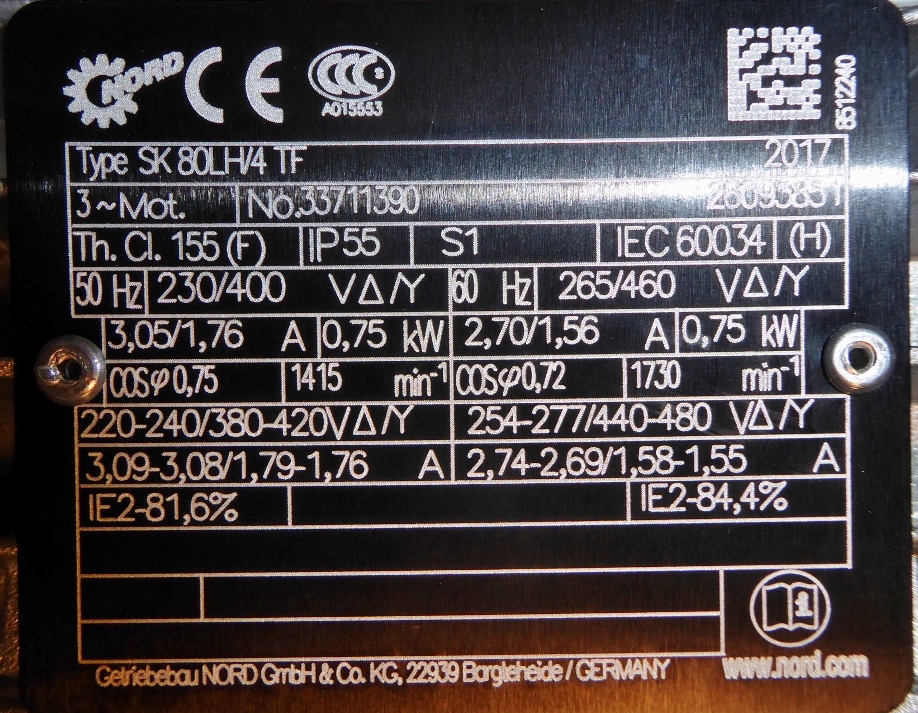 NORD CE CCC
A015553
8512240
Type SK 80LH/4 TF 2017
3~Mot. No.33711390 26093851
Th. Cl. 155 (F) IP55 S1 IEC 60034 (H)
50 Hz 230/400 VΔ/Y 60 Hz 265/460 VΔ/Y
3,05/1,76 A 0,75 kW 2,70/1,56 A 0,75 kW
COSφ 0,75 1415 min⁻¹ COSφ 0,72 1730 min⁻¹
220-240/380-420VΔ/Y 254-277/440-480 VΔ/Y
3,09-3,08/1,79-1,76 A 2,74-2,69/1,58-1,55 A
IE2-81,6% IE2-84,4%
Getriebebau NORD GmbH & Co. KG, 22939 Bargteheide / GERMANY www.nord.com